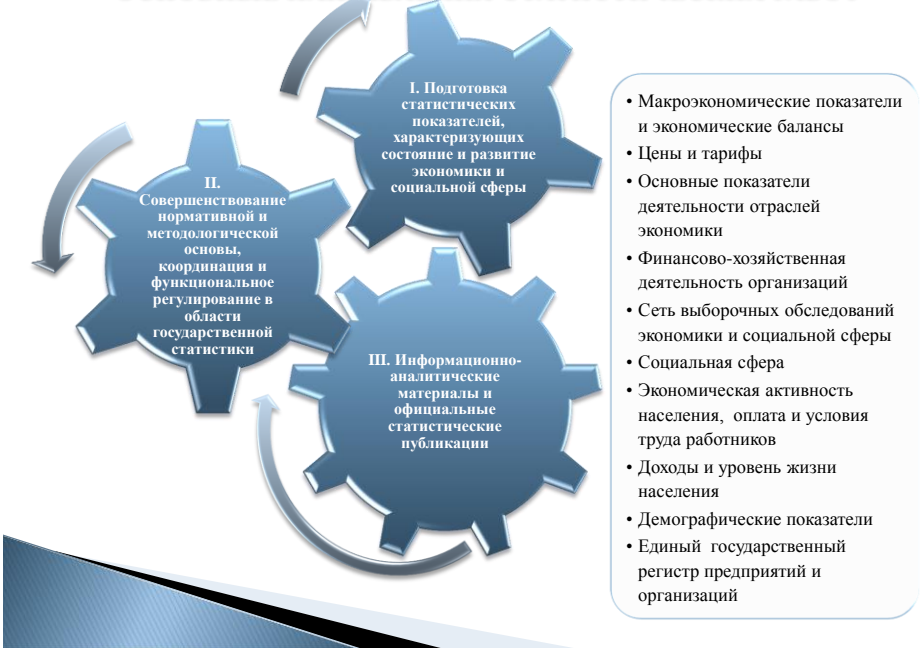 I. Подготовка
статистических
показателей,
характеризующих
состояние и развитие
экономики и
социальной сферы
II.
Совершенствование
нормативной и
методологической
основы,
координация и
функциональное
регулирование в
области
государственной
статистики
III. Информационно-
аналитические
материалы и
официальные
статистические
публикации
• Макроэкономические показатели
и экономические балансы
• Цены и тарифы
• Основные показатели
деятельности отраслей
экономики
• Финансово-хозяйственная
деятельность организаций
• Сеть выборочных обследований
экономики и социальной сферы
• Социальная сфера
• Экономическая активность
населения, оплата и условия
труда работников
• Доходы и уровень жизни
населения
• Демографические показатели
• Единый государственный
регистр предприятий и
организаций